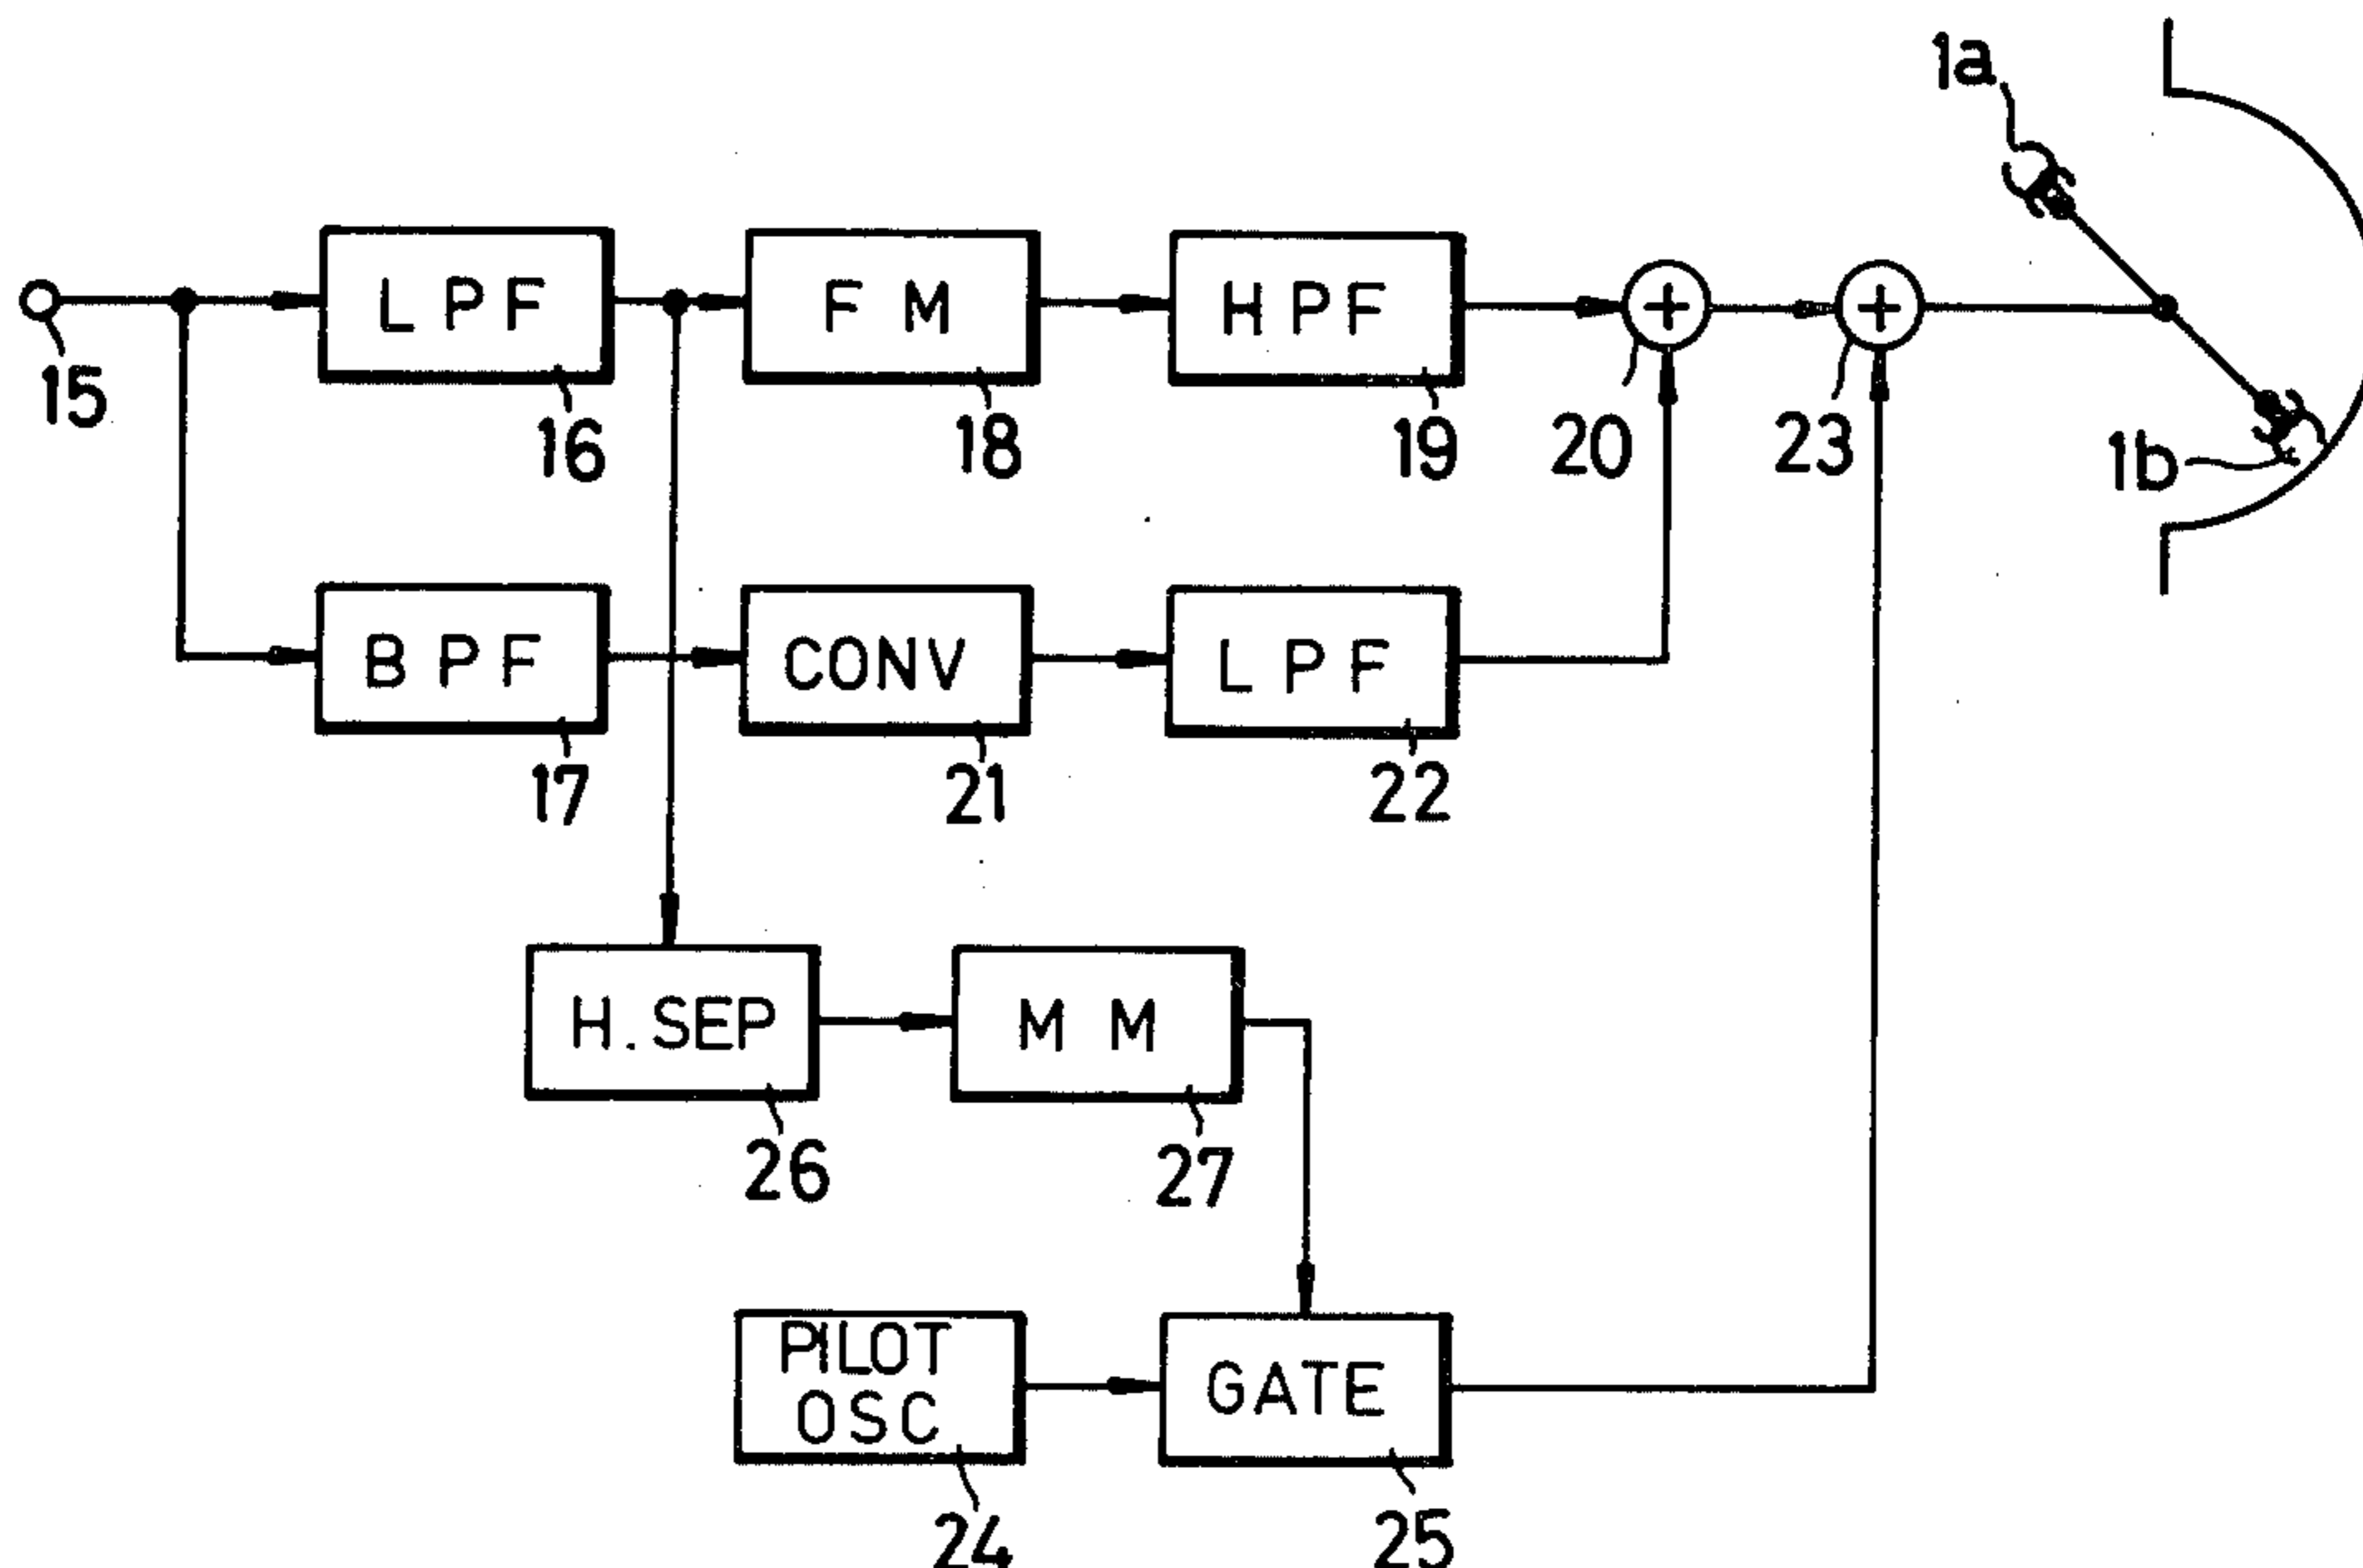 1a
LPF
FM
HPF
+
+
15
16
18
19
20
23
1b
BPF
CONV
LPF
17
21
22
H.SEP
MM
26
27
PILOT
OSC
GATE
24
25